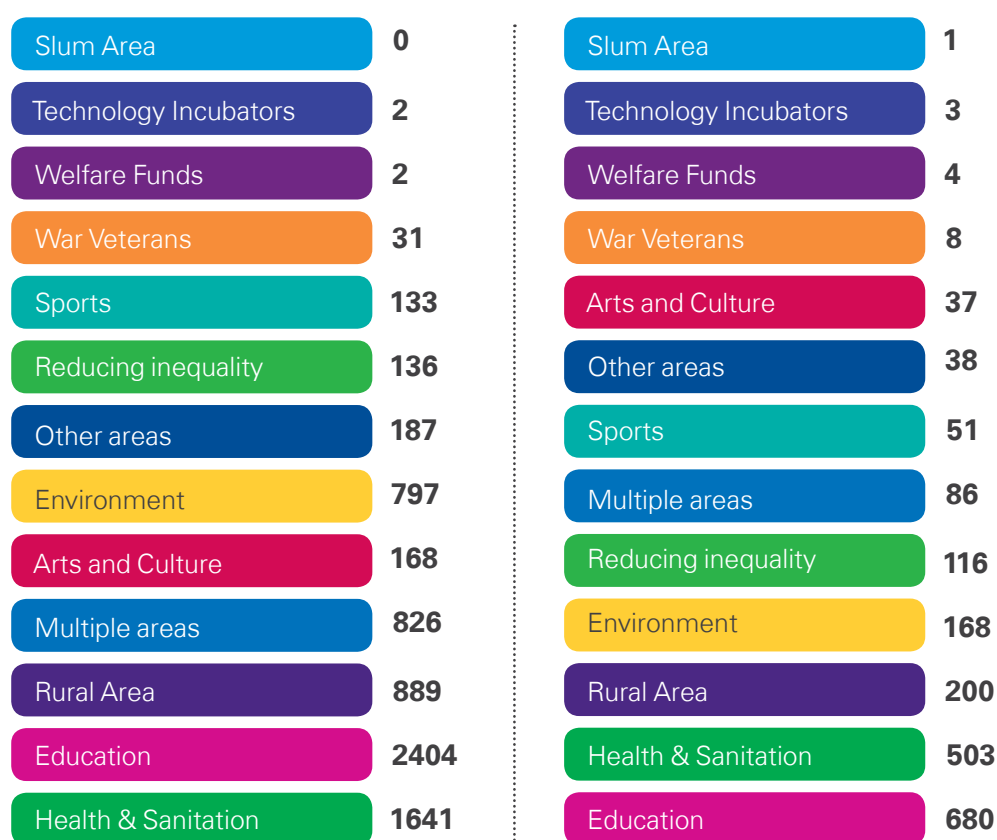 Slum Area 0
Technology Incubators 2
Welfare Funds 2
War Veterans 31
Sports 133
Reducing inequality 136
Other areas 187
Environment 797
Arts and Culture 168
Multiple areas 826
Rural Area 889
Education 2404
Health & Sanitation 1641
Slum Area 1
Technology Incubators 3
Welfare Funds 4
War Veterans 8
Arts and Culture 37
Other areas 38
Sports 51
Multiple areas 86
Reducing inequality 116
Environment 168
Rural Area 200
Health & Sanitation 503
Education 680